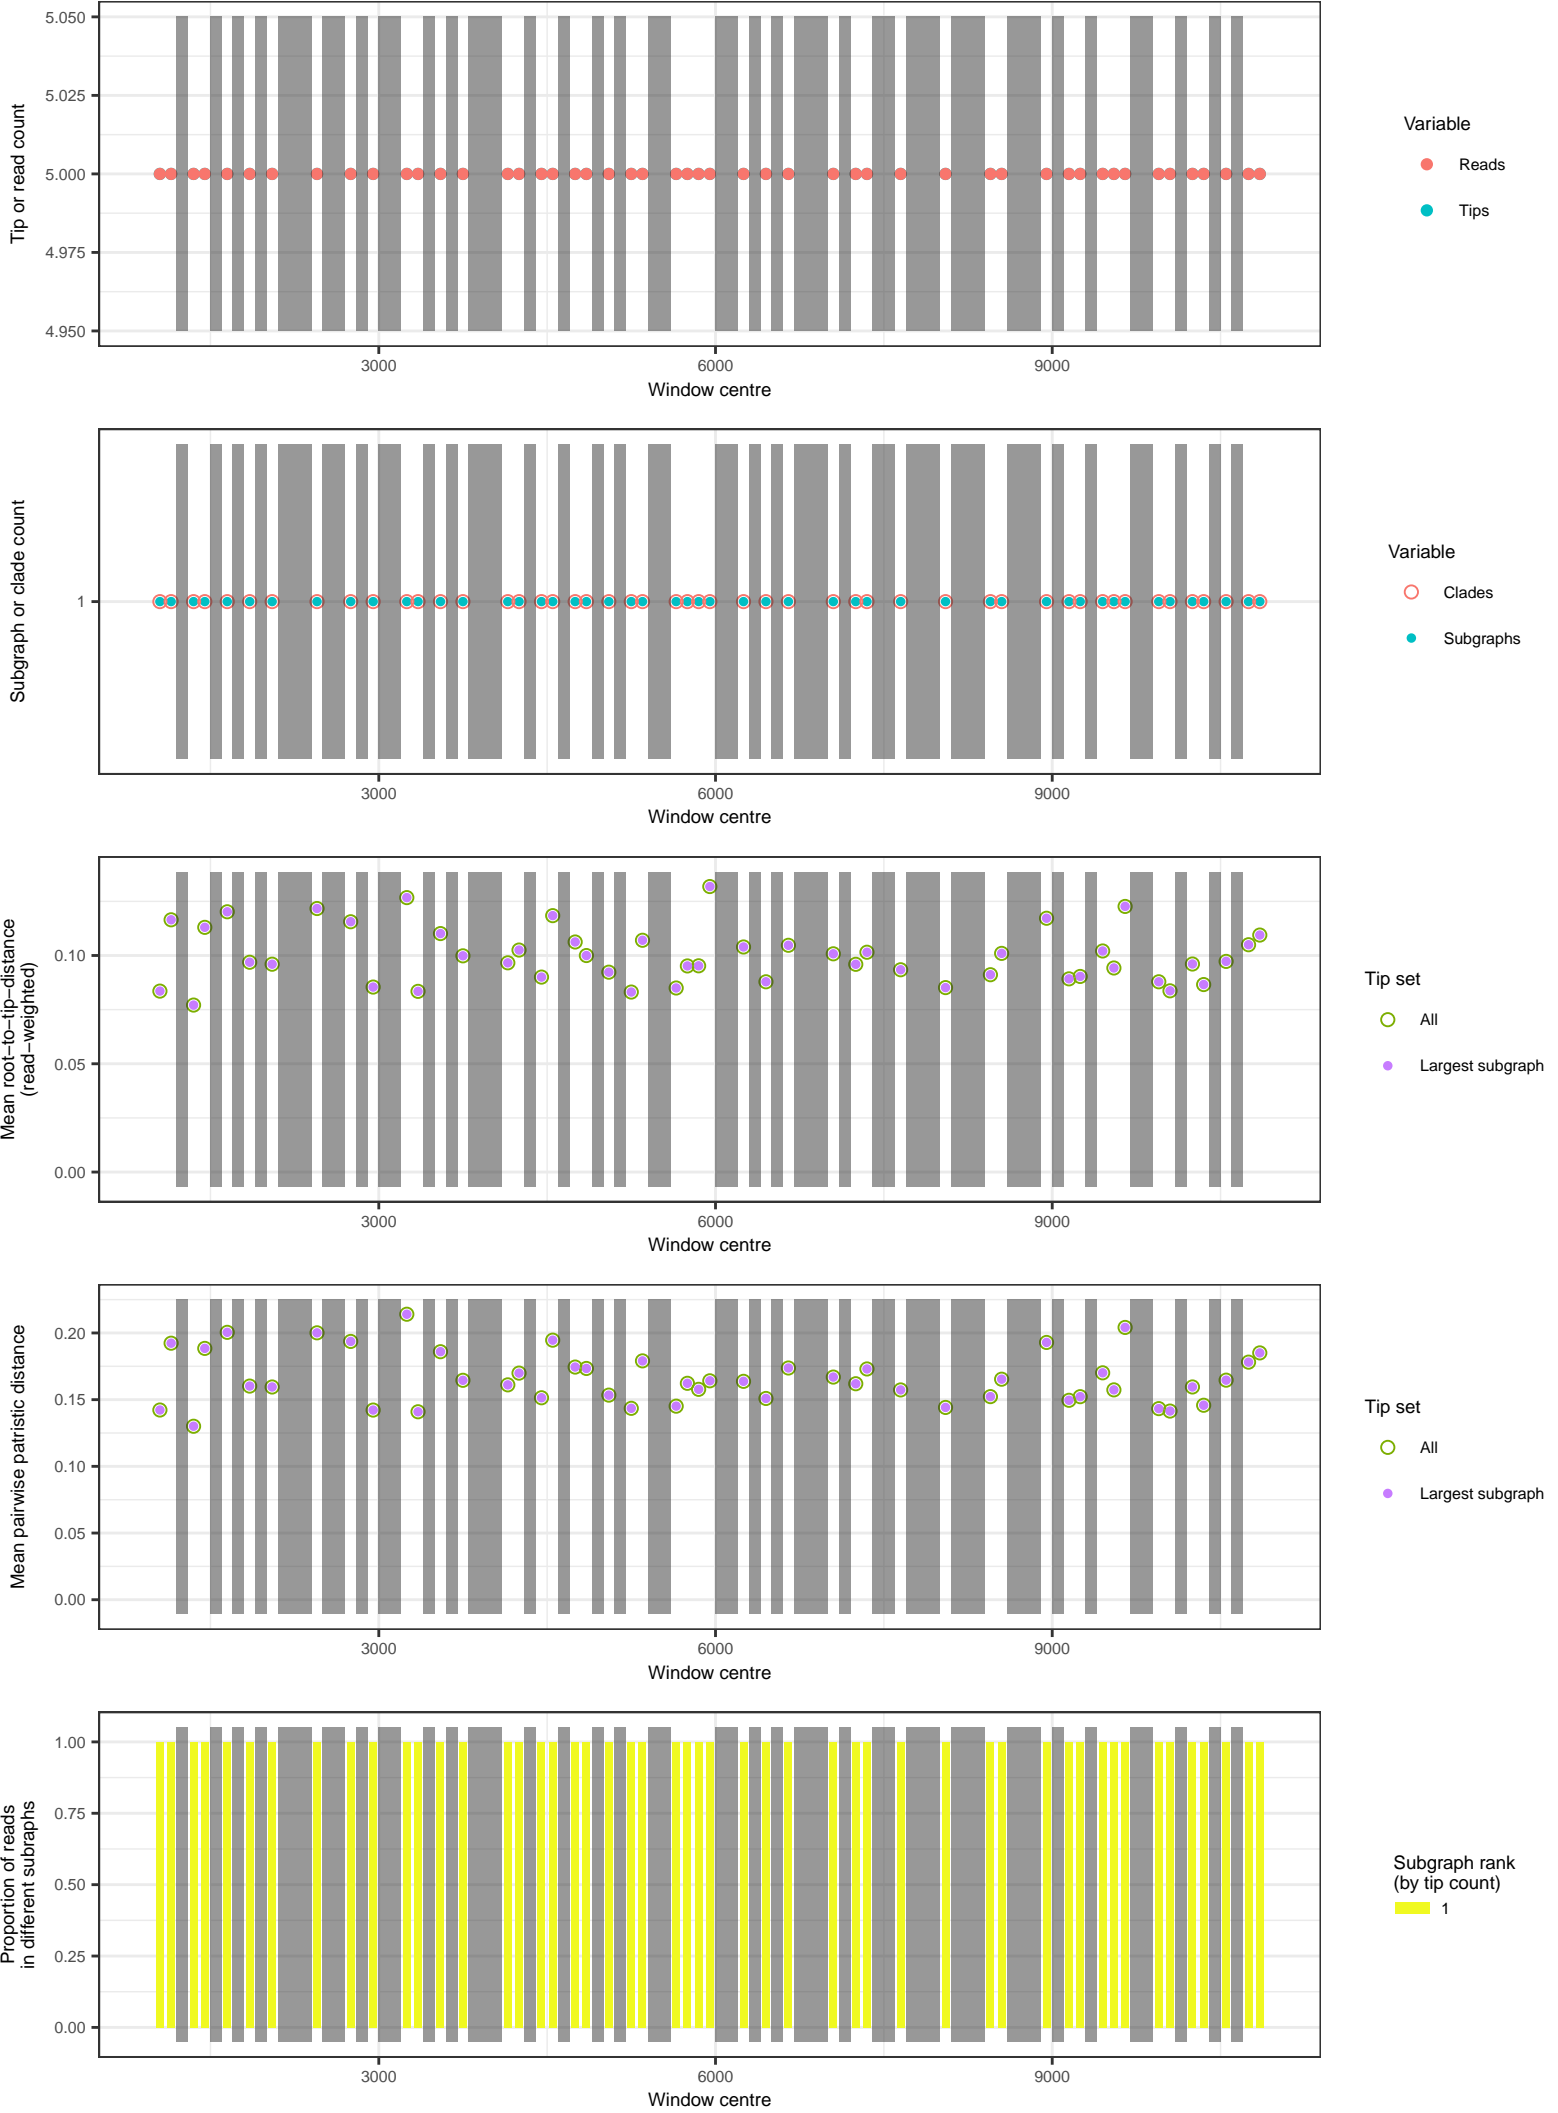 5.050
5.025
5.000
4.975
4.950
Tip or read count
3000
6000
9000
Window centre
Variable
Reads
Tips
1
Subgraph or clade count
3000
6000
9000
Window centre
Variable
Clades
Subgraphs
0.10
0.05
0.00
Mean root−to−tip−distance
(read−weighted)
3000
6000
9000
Window centre
Tip set
All
Largest subgraph
0.20
0.15
0.10
0.05
0.00
Mean pairwise patristic distance
3000
6000
9000
Window centre
Tip set
All
Largest subgraph
1.00
0.75
0.50
0.25
0.00
Proportion of reads
in different subraphs
3000
6000
9000
Window centre
Subgraph rank
(by tip count)
1